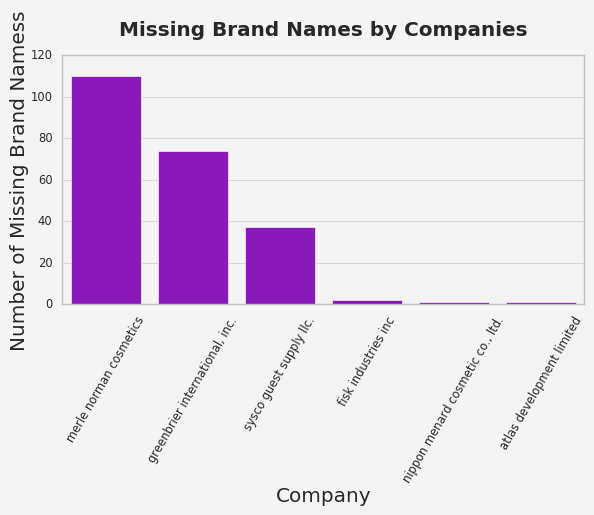 Missing Brand Names by Companies
Number of Missing Brand Namess
120
100
80
60
40
20
0
merle norman cosmetics
greenbrier international, inc.
sysco guest supply llc.
fisk industries inc
nippon menard cosmetic co., ltd.
atlas development limited
Company